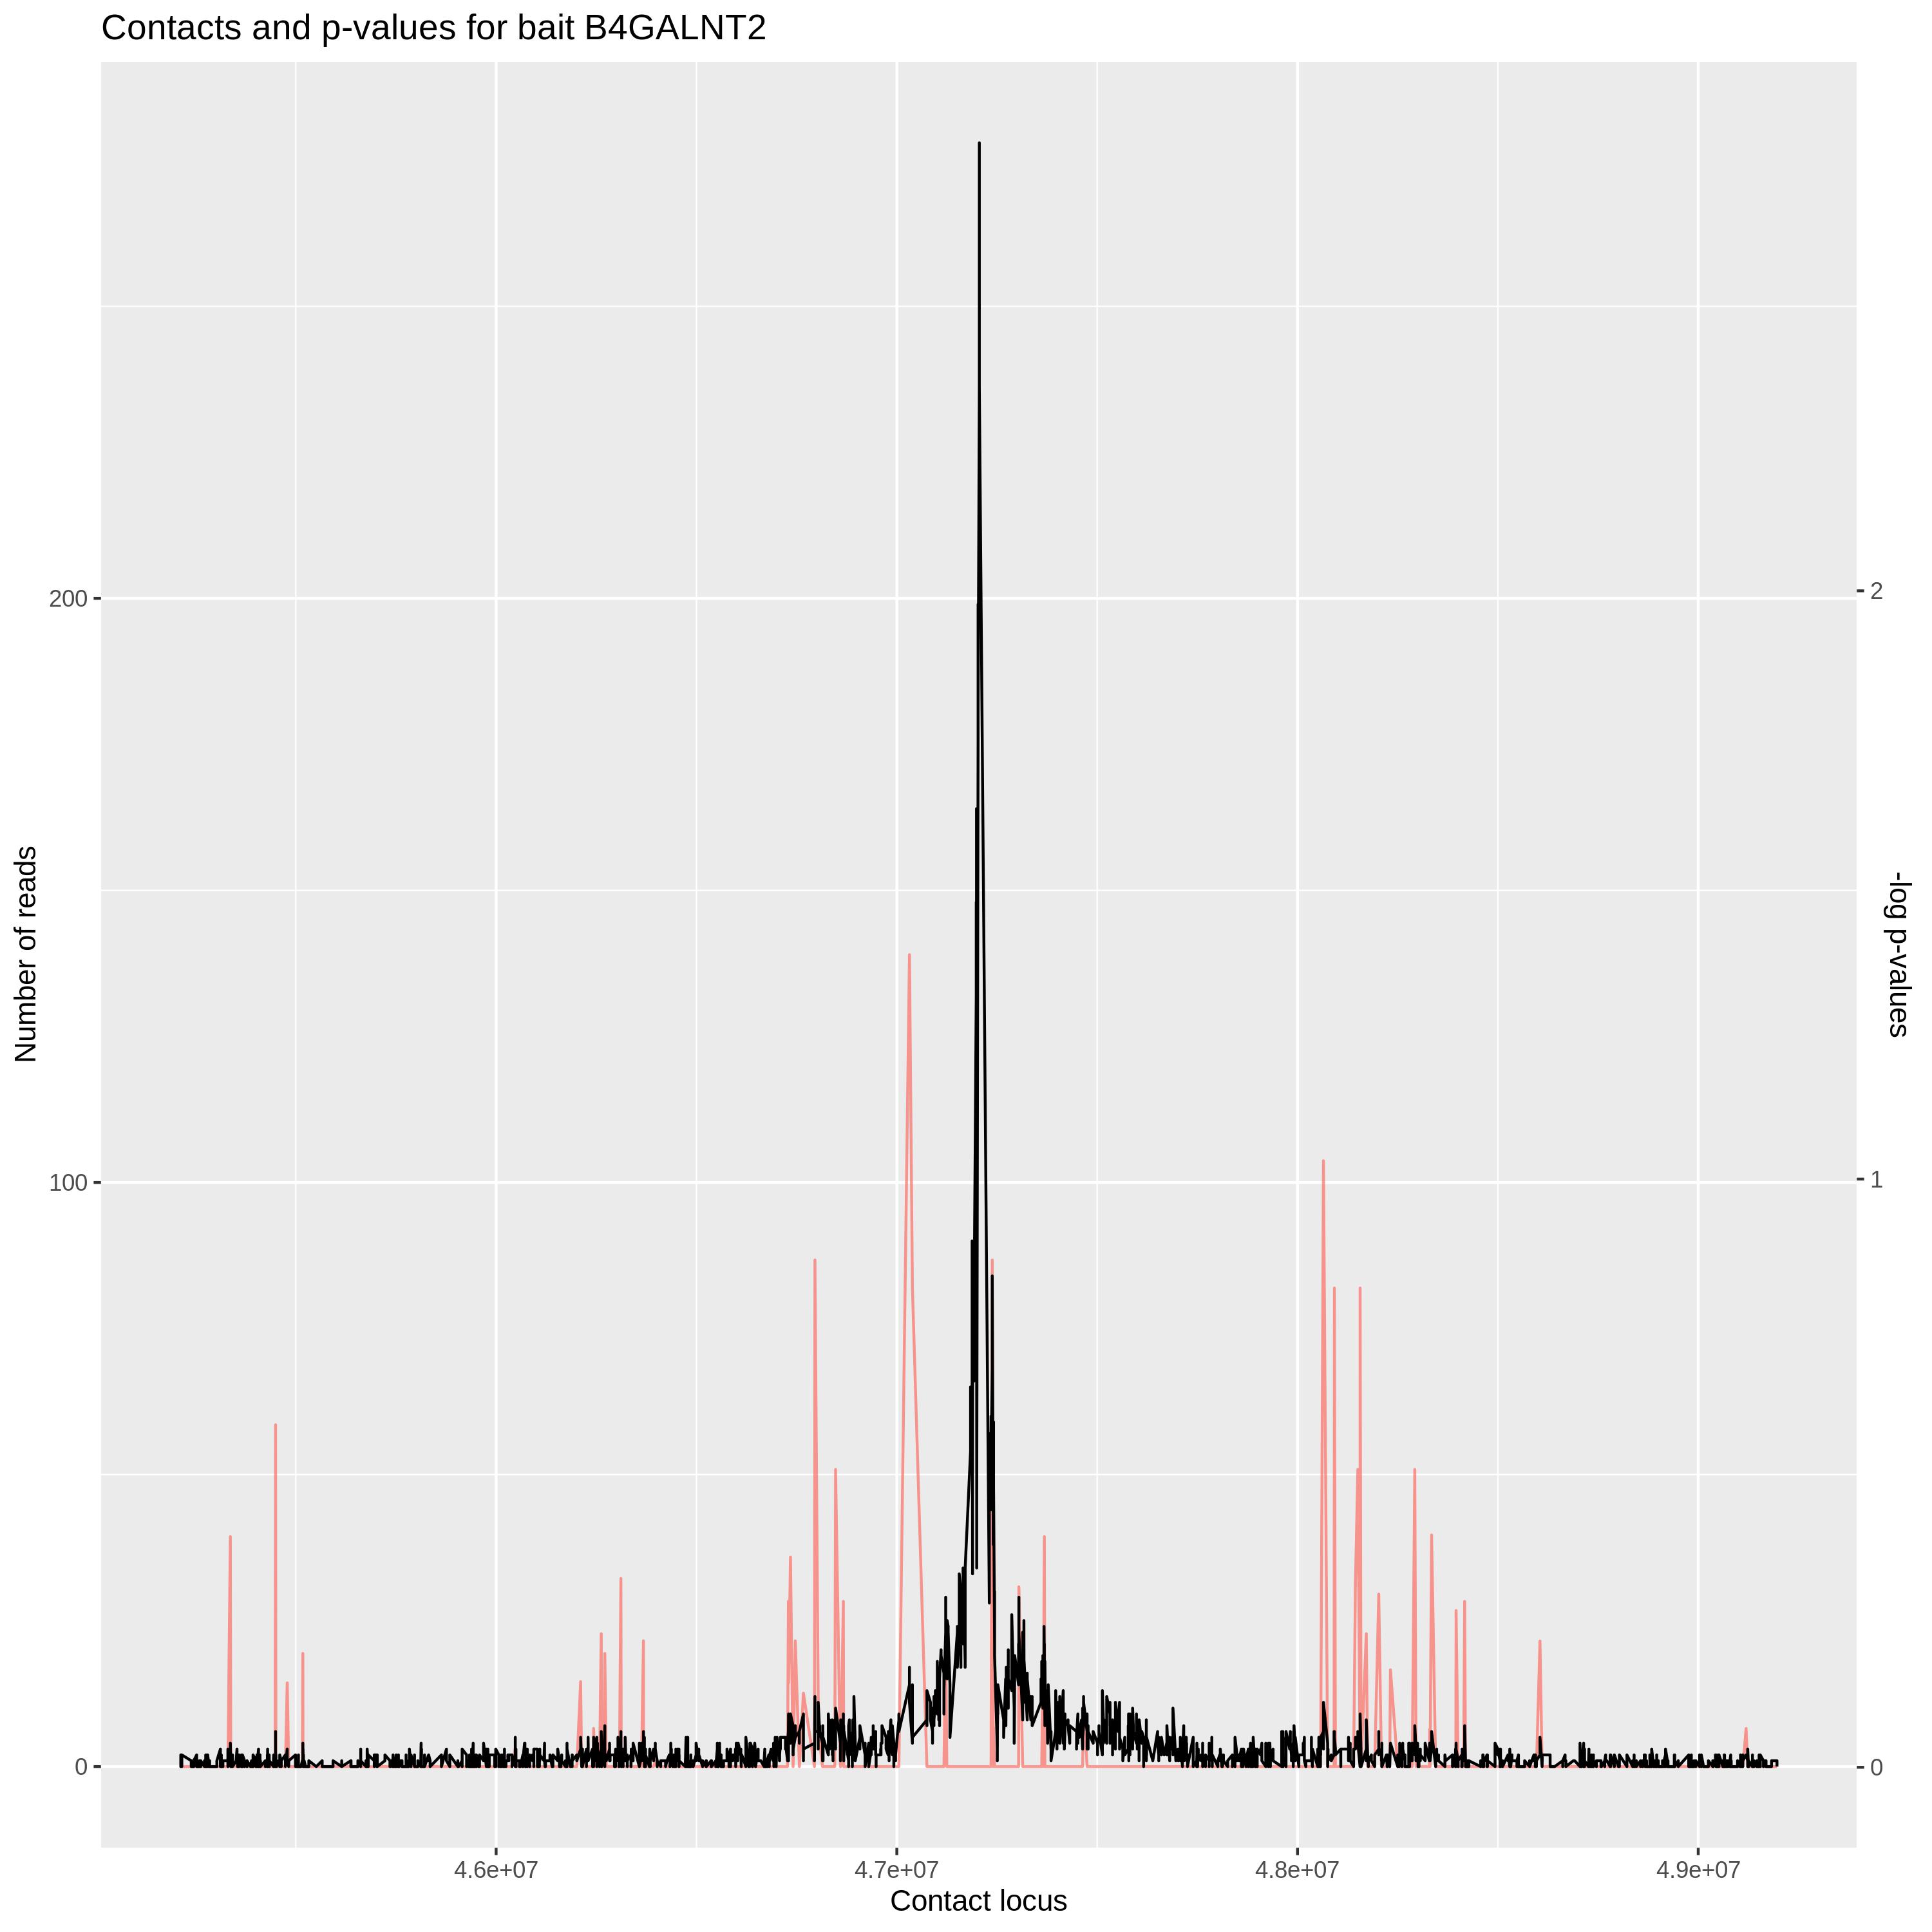 Contacts and p-values for bait B4GALNT2
Number of reads
200
100
0
2
1
0
-log p-values
4.6e+07
4.7e+07
4.8e+07
4.9e+07
Contact locus